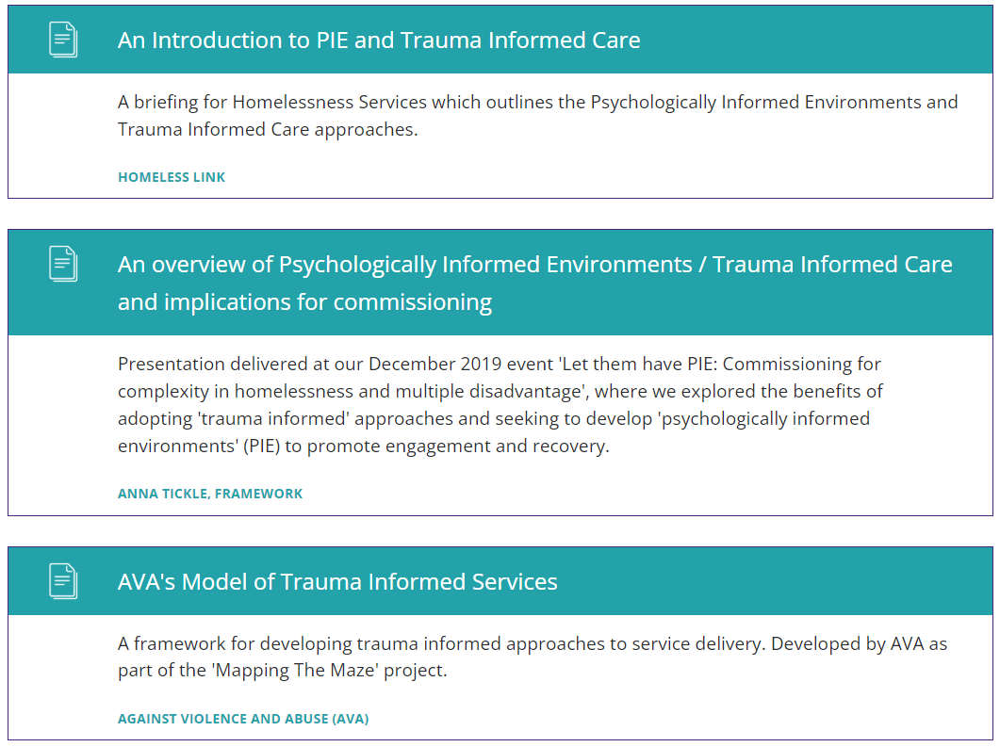 An Introduction to PIE and Trauma Informed Care
A briefing for Homelessness Services which outlines the Psychologically Informed Environments and
Trauma Informed Care approaches.
HOMELESS LINK
An overview of Psychologically Informed Environments / Trauma Informed Care
and implications for commissioning
Presentation delivered at our December 2019 event 'Let them have PIE: Commissioning for
complexity in homelessness and multiple disadvantage', where we explored the benefits of
adopting 'trauma informed' approaches and seeking to develop 'psychologically informed
environments' (PIE) to promote engagement and recovery.
ANNA TICKLE, FRAMEWORK
AVA's Model of Trauma Informed Services
A framework for developing trauma informed approaches to service delivery. Developed by AVA as
part of the 'Mapping The Maze' project.
AGAINST VIOLENCE AND ABUSE (AVA)